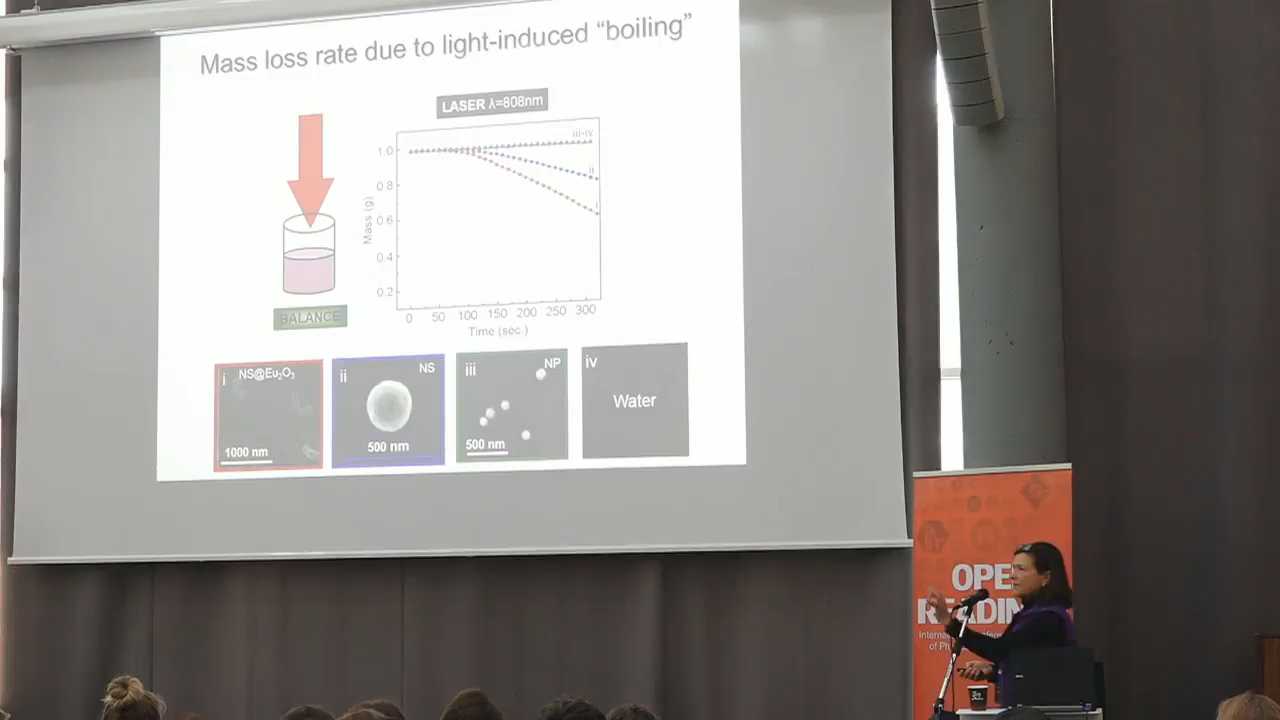 Mass loss rate due to light-induced “boiling”
LASER λ=808nm
iii-iv
ii
i
1.0
0.8
0.6
0.4
0.2
Mass (g)
0 50 100 150 200 250 300
Time (sec.)
BALANCE
i NS@Eu₂O₃
1000 nm
ii NS
500 nm
iii NP
500 nm
iv
Water
OPE
READIN